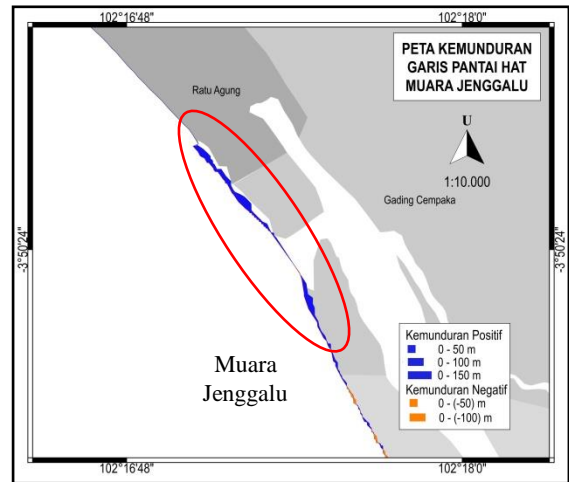 102°16'48"
102°18'0"
PETA KEMUNDURAN
GARIS PANTAI HAT
MUARA JENGGALU
U
1:10.000
Ratu Agung
Gading Cempaka
-3°50'24"
-3°50'24"
Muara
Jenggalu
Kemunduran Positif
0 - 50 m
0 - 100 m
0 - 150 m
Kemunduran Negatif
0 - (-50) m
0 - (-100) m
102°16'48"
102°18'0"